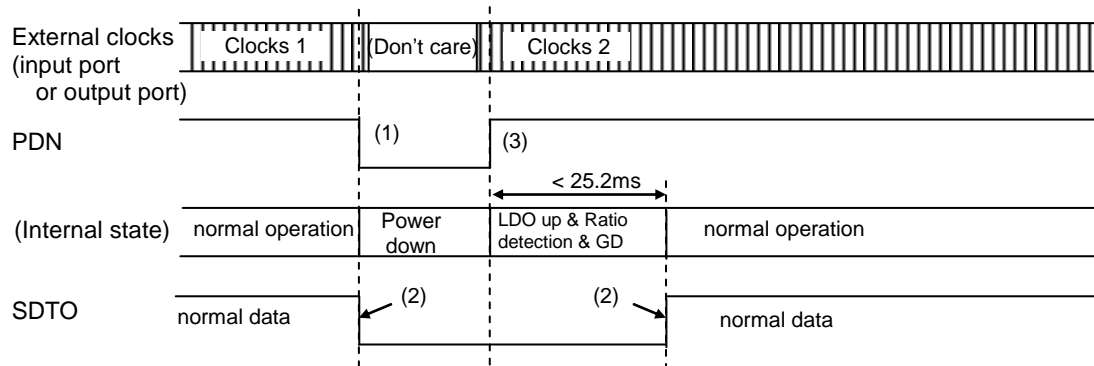 External clocks
(input port
or output port)
Clocks 1
(Don't care)
Clocks 2
PDN
(1)
(3)
< 25.2ms
(Internal state)
normal operation
Power
down
LDO up & Ratio
detection & GD
normal operation
SDTO
(2)
(2)
normal data
normal data